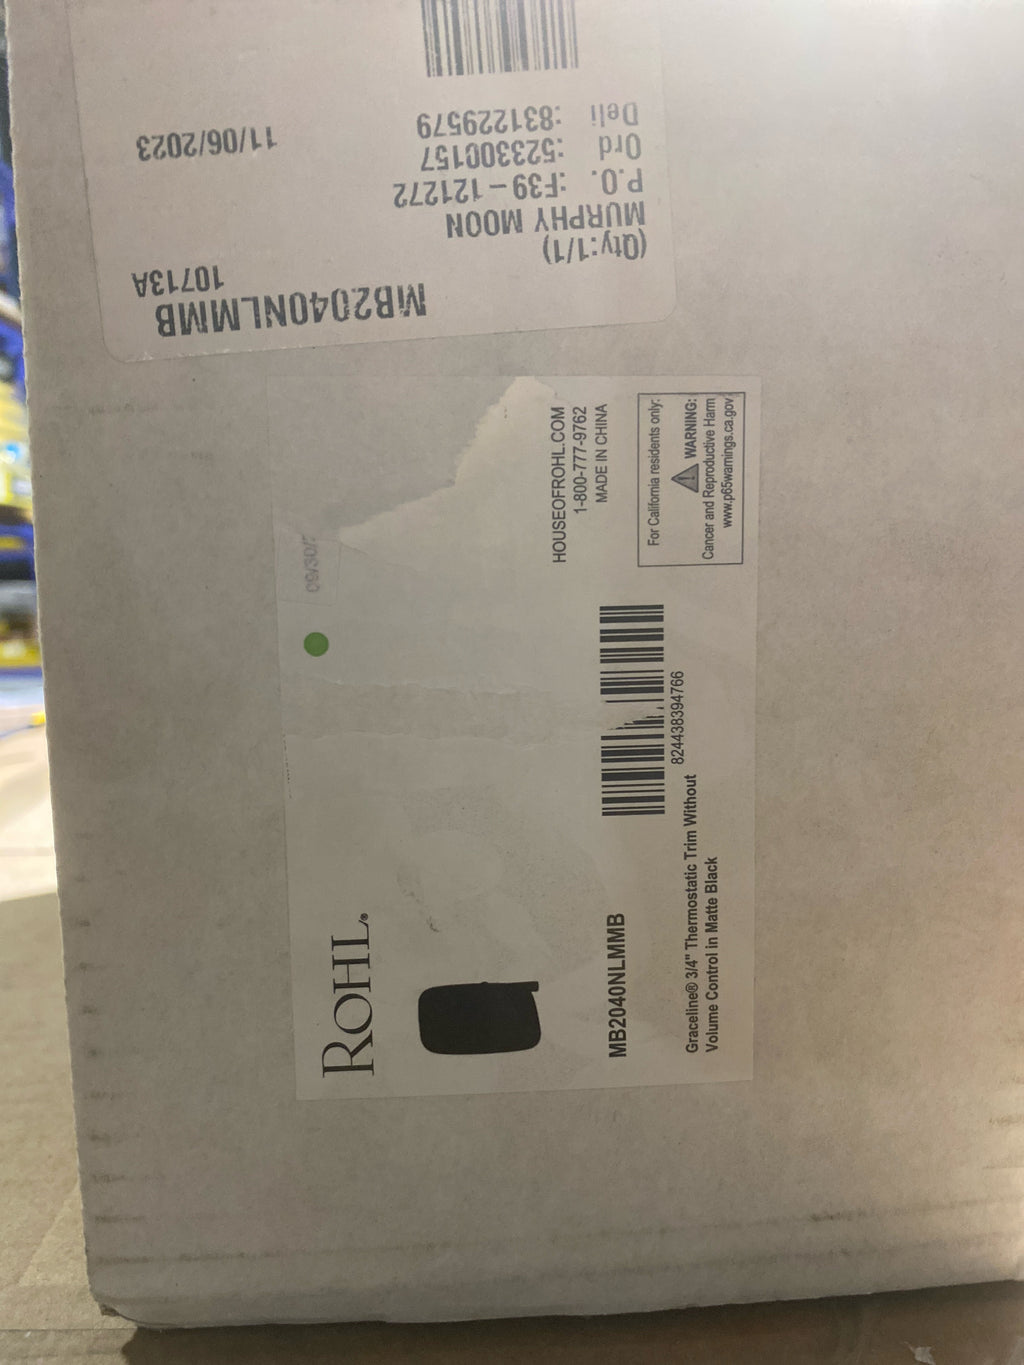 MB2040NLMMB
10713A
(Qty:1/1)
MURPHY MOON
P.O. :F39-121272
Ord :523300157
Deli :831229579
11/06/2023
ROHL®
09/30/
HOUSEOFROHL.COM
1-800-777-9762
MADE IN CHINA
MB2040NLMMB
824438394766
Graceline® 3/4" Thermostatic Trim Without
Volume Control in Matte Black
For California residents only:
WARNING:
Cancer and Reproductive Harm
www.p65warnings.ca.gov